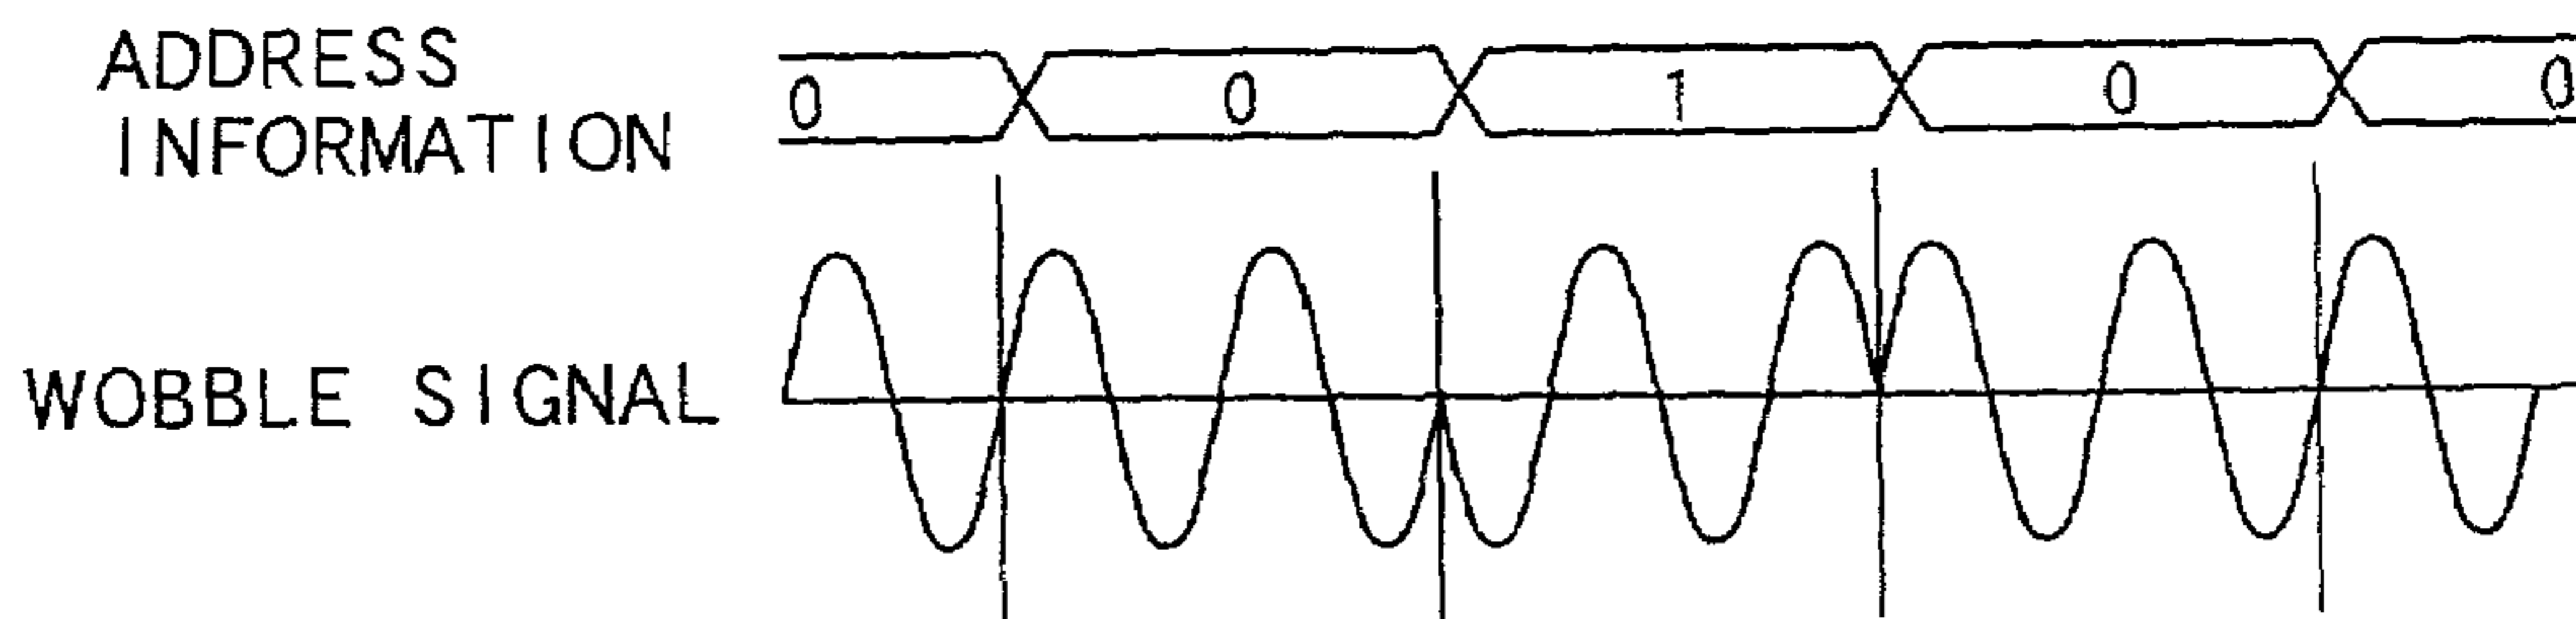 ADDRESS
INFORMATION
0 0 1 0 0
WOBBLE SIGNAL